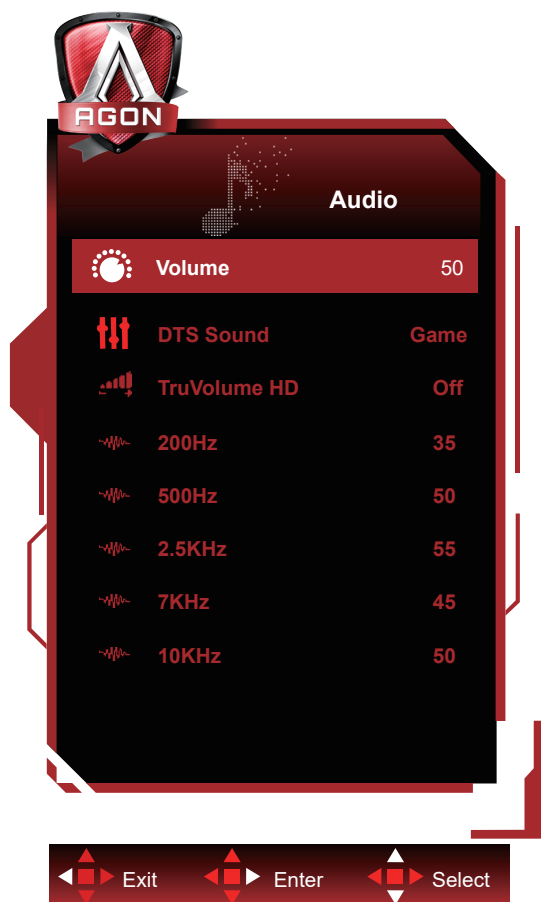 AGON
Audio
Volume 50
DTS Sound Game
TruVolume HD Off
200Hz 35
500Hz 50
2.5KHz 55
7KHz 45
10KHz 50
Exit Enter Select